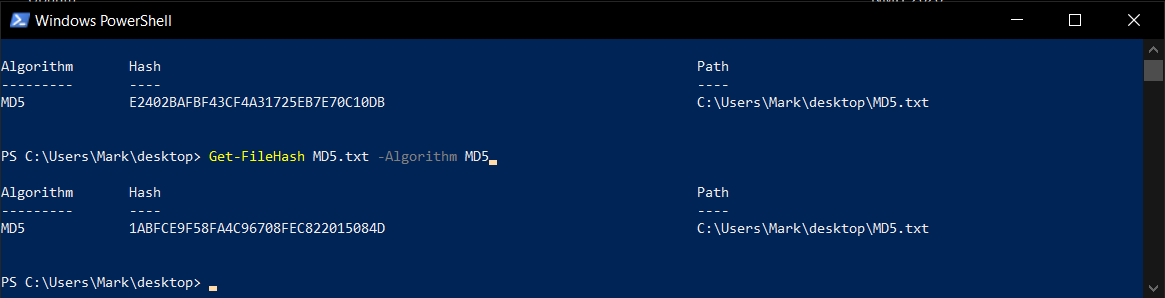 Windows PowerShell
Algorithm Hash Path
--------- ---- ----
MD5 E2402BAFBF43CF4A31725EB7E70C10DB C:\Users\Mark\desktop\MD5.txt
PS C:\Users\Mark\desktop> Get-FileHash MD5.txt -Algorithm MD5
Algorithm Hash Path
--------- ---- ----
MD5 1ABFCE9F58FA4C96708FEC822015084D C:\Users\Mark\desktop\MD5.txt
PS C:\Users\Mark\desktop>